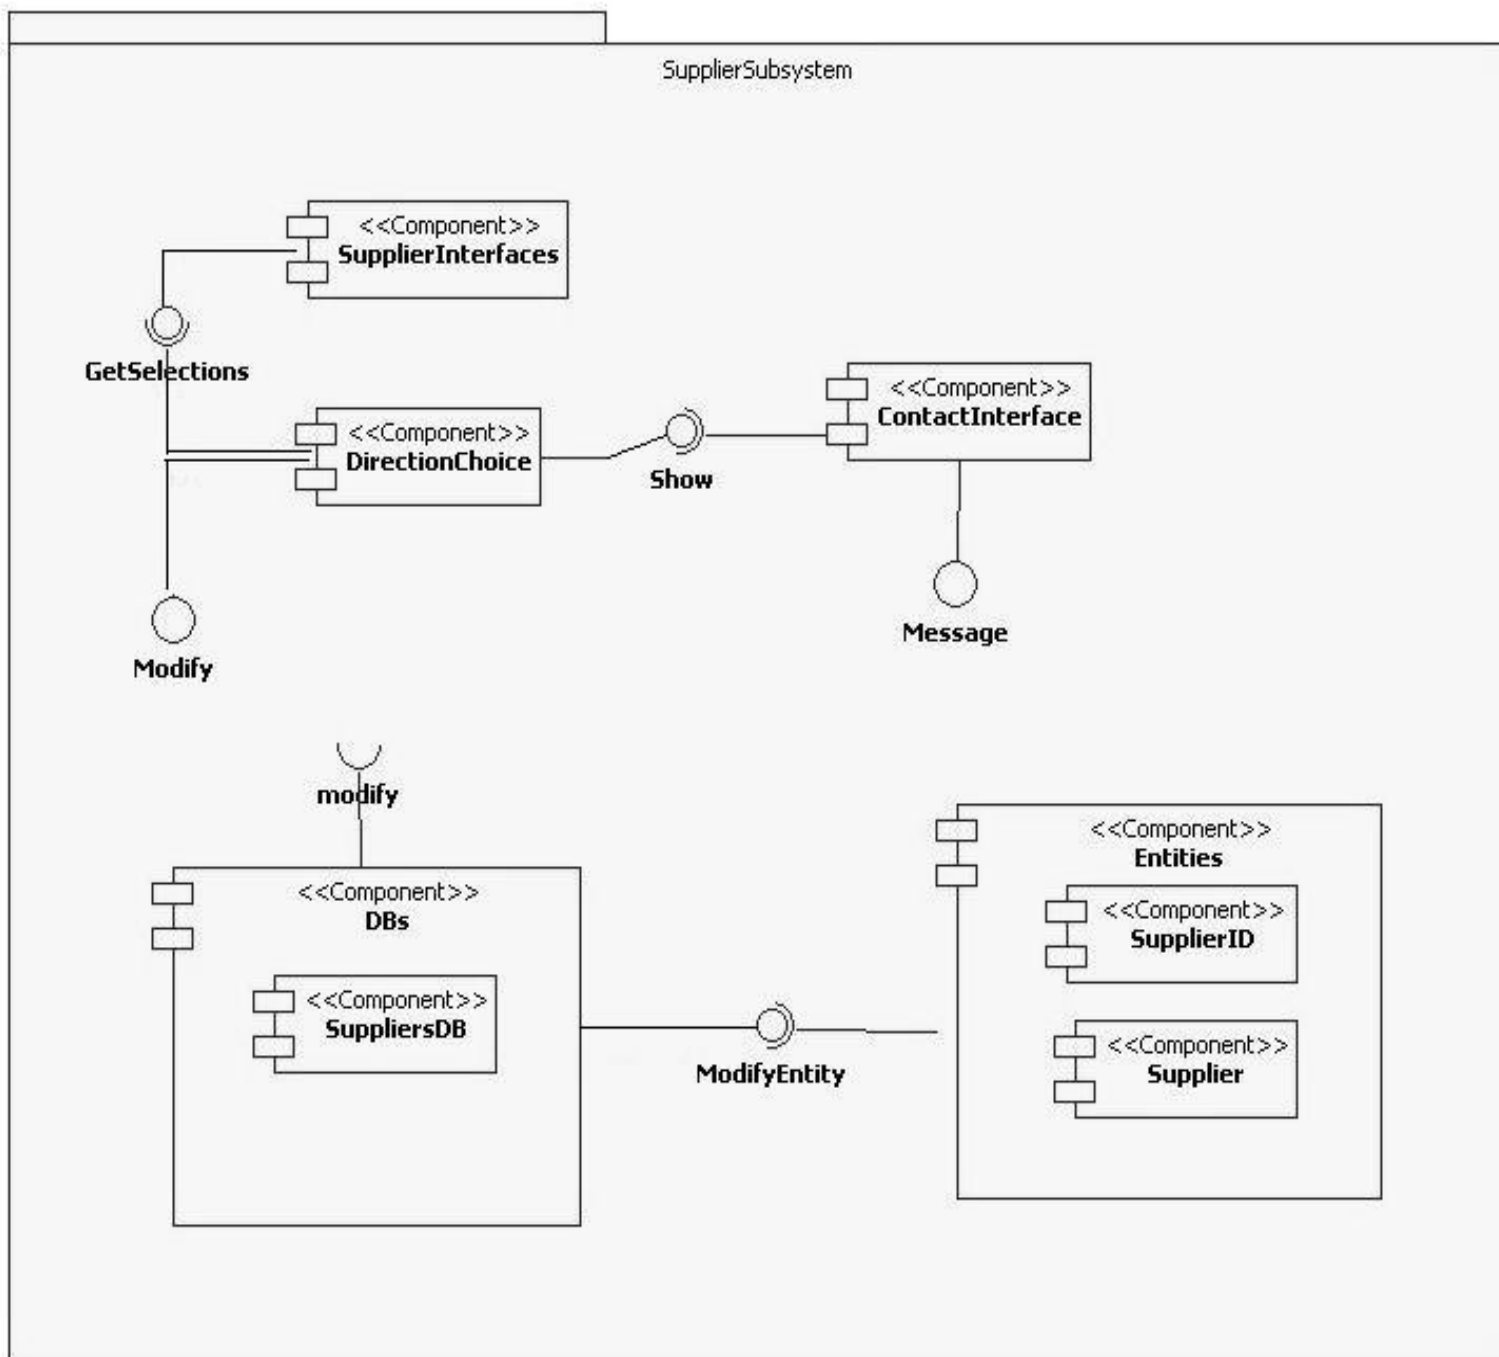 SupplierSubsystem
<<Component>>
SupplierInterfaces
GetSelections
<<Component>>
DirectionChoice
Show
<<Component>>
ContactInterface
Message
Modify
modify
<<Component>>
DBs
<<Component>>
SuppliersDB
ModifyEntity
<<Component>>
Entities
<<Component>>
SupplierID
<<Component>>
Supplier